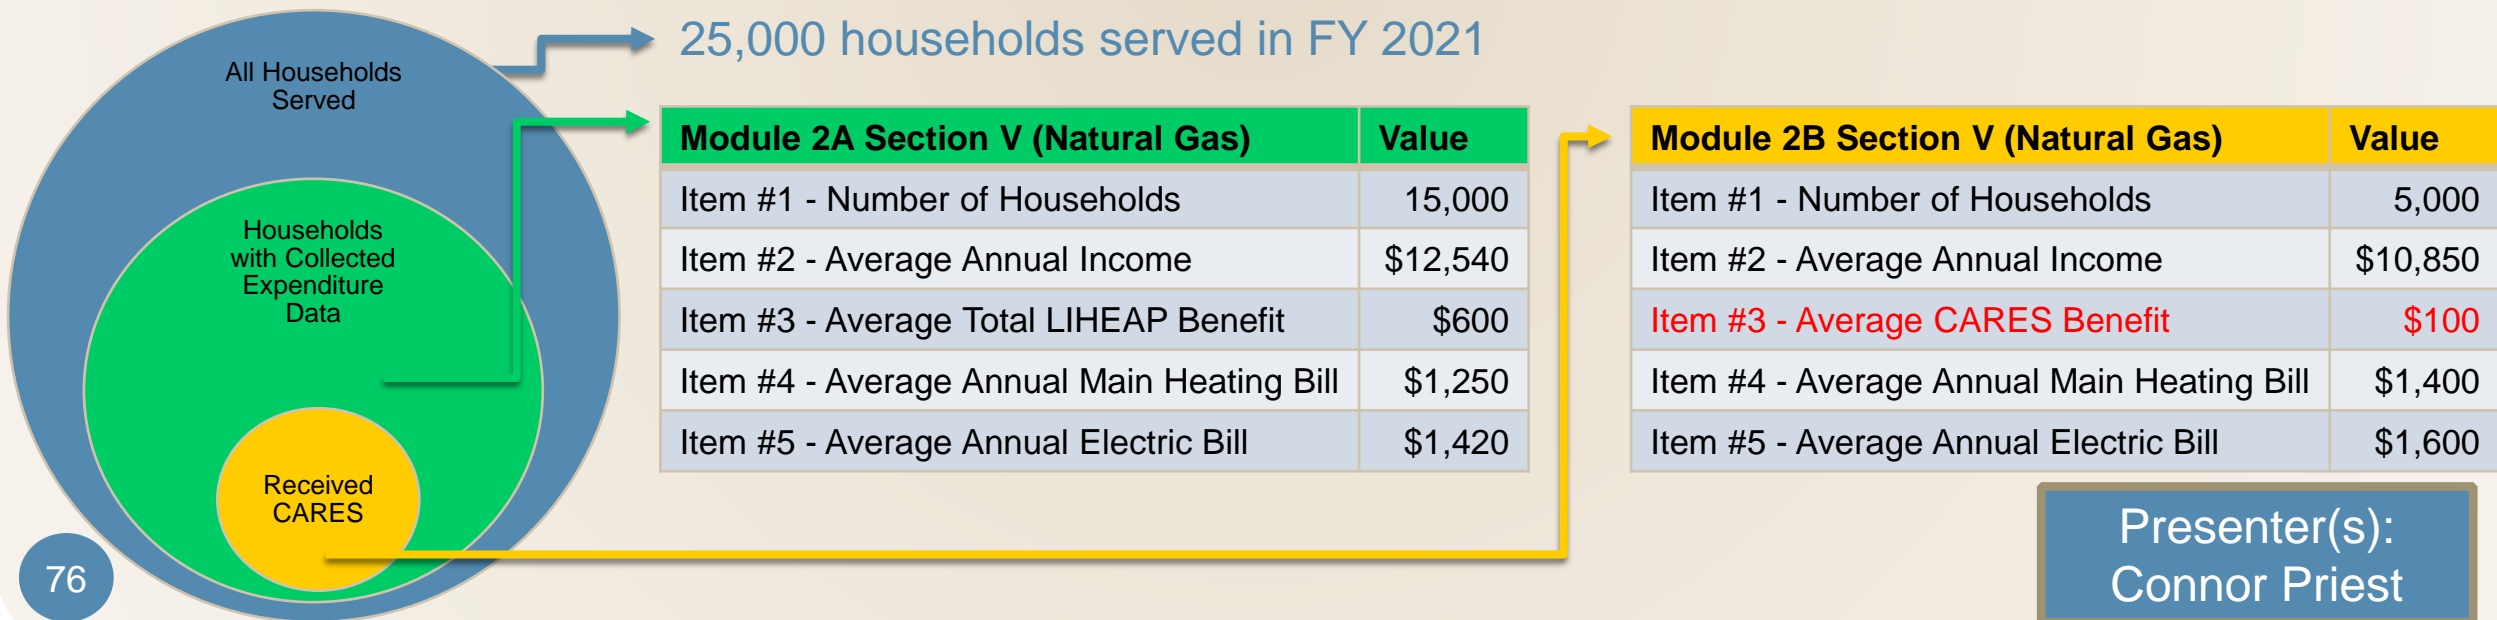 25,000 households served in FY 2021
All Households
Served
Households
with Collected
Expenditure
Data
Received
CARES
Module 2A Section V (Natural Gas) Value
Item #1 - Number of Households 15,000
Item #2 - Average Annual Income $12,540
Item #3 - Average Total LIHEAP Benefit $600
Item #4 - Average Annual Main Heating Bill $1,250
Item #5 - Average Annual Electric Bill $1,420
Module 2B Section V (Natural Gas) Value
Item #1 - Number of Households 5,000
Item #2 - Average Annual Income $10,850
Item #3 - Average CARES Benefit $100
Item #4 - Average Annual Main Heating Bill $1,400
Item #5 - Average Annual Electric Bill $1,600
Presenter(s):
Connor Priest
76